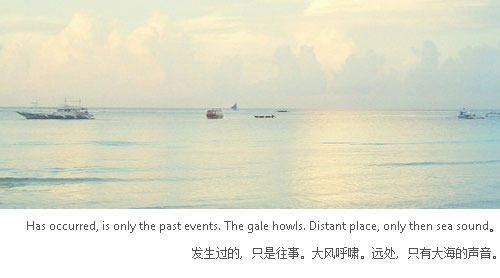 Has occurred, is only the past events. The gale howls. Distant place, only then sea sound。
发生过的，只是往事。大风呼啸。远处，只有大海的声音。